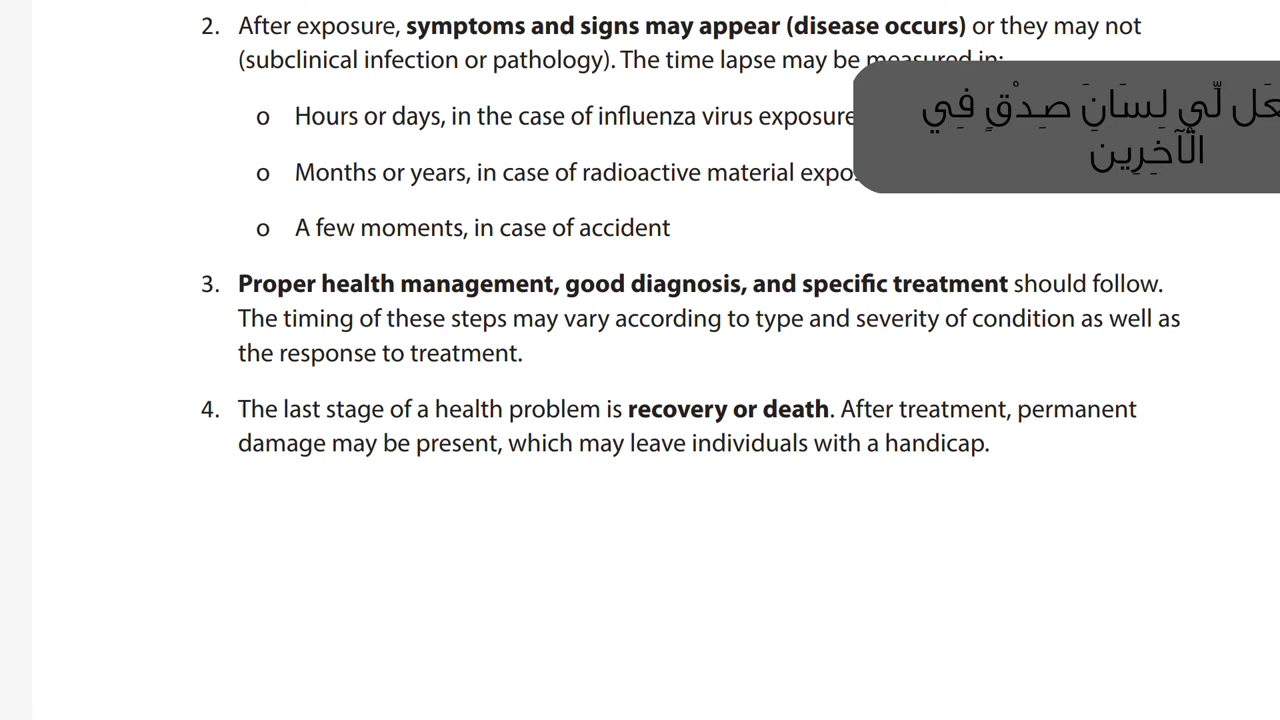 2. After exposure, symptoms and signs may appear (disease occurs) or they may not
(subclinical infection or pathology). The time lapse may be measured in:
o Hours or days, in the case of influenza virus exposure
o Months or years, in case of radioactive material
o A few moments, in case of accident
3. Proper health management, good diagnosis, and specific treatment should follow.
The timing of these steps may vary according to type and severity of condition as well as
the response to treatment.
4. The last stage of a health problem is recovery or death. After treatment, permanent
damage may be present, which may leave individuals with a handicap.
لِّي لِسَانَ صِدْقٍ فِي
الْآخِرِين